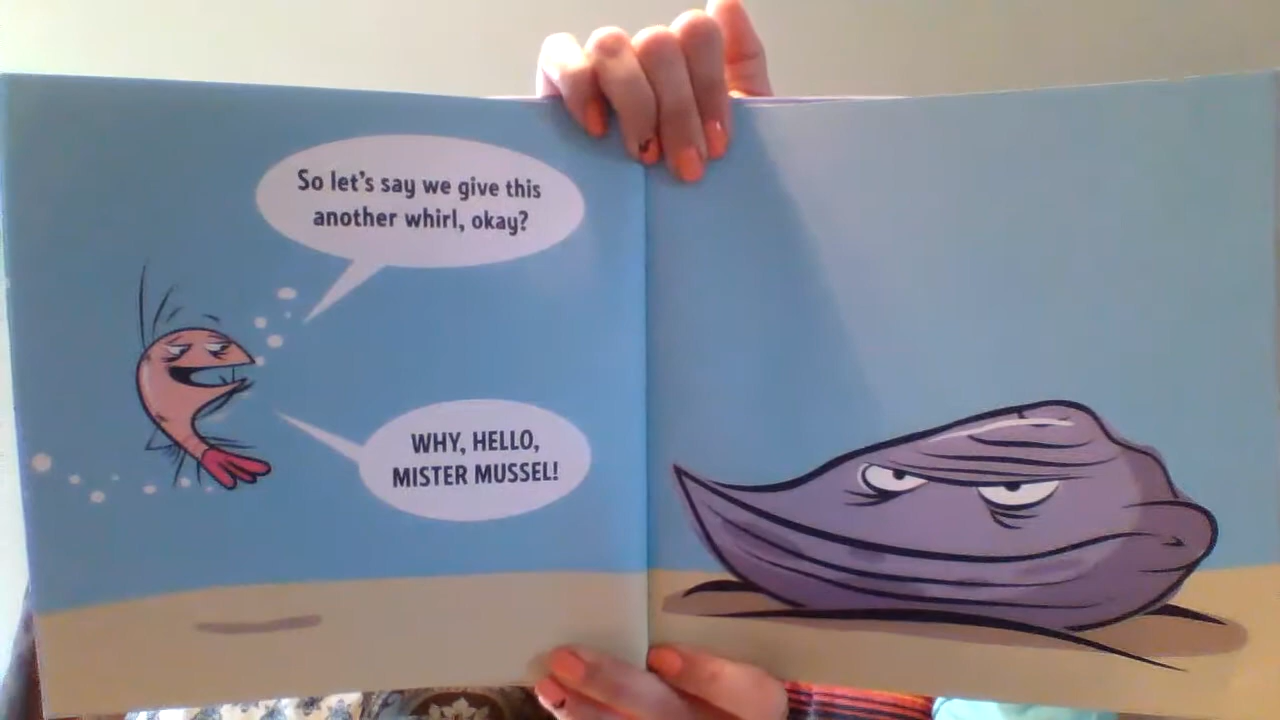 So let's say we give this
another whirl, okay?
WHY, HELLO,
MISTER MUSSEL!